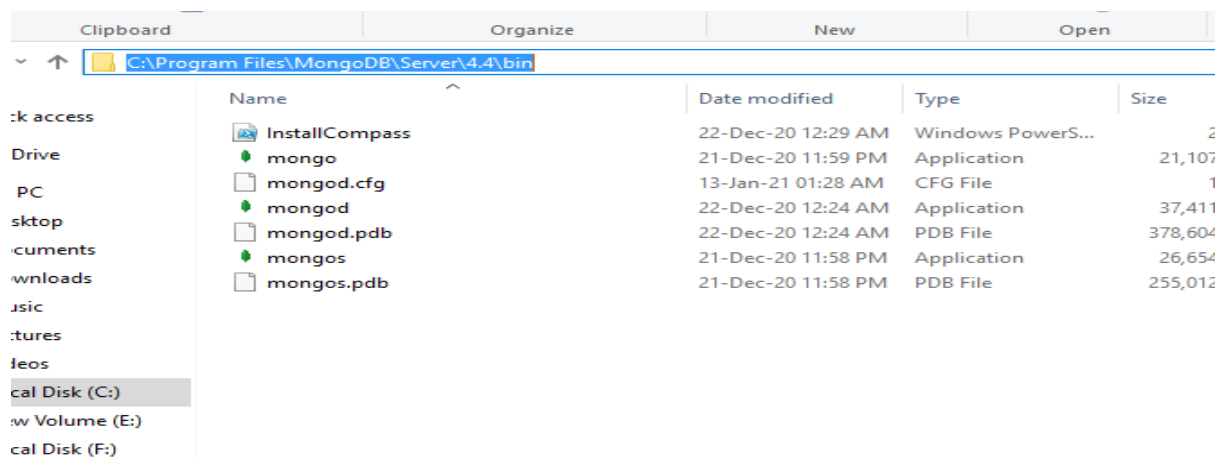 Clipboard Organize New Open
C:\Program Files\MongoDB\Server\4.4\bin
Name Date modified Type Size
ck access
Drive
PC
sktop
cuments
wnloads
usic
ctures
deos
cal Disk (C:)
ew Volume (E:)
cal Disk (F:)
InstallCompass 22-Dec-20 12:29 AM Windows PowerS... 2
mongo 21-Dec-20 11:59 PM Application 21,107
mongod.cfg 13-Jan-21 01:28 AM CFG File 1
mongod 22-Dec-20 12:24 AM Application 37,411
mongod.pdb 22-Dec-20 12:24 AM PDB File 378,604
mongos 21-Dec-20 11:58 PM Application 26,654
mongos.pdb 21-Dec-20 11:58 PM PDB File 255,012